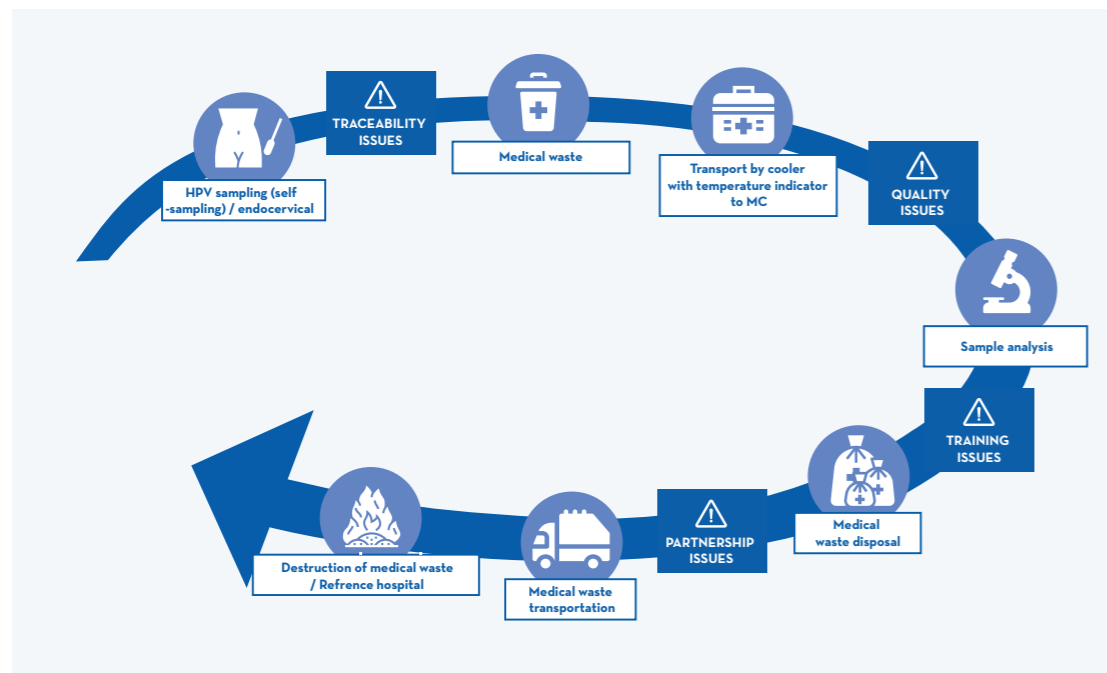 HPV sampling (self
-sampling) / endocervical
TRACEABILITY
ISSUES
Medical waste
Transport by cooler
with temperature indicator
to MC
QUALITY
ISSUES
Sample analysis
TRAINING
ISSUES
Medical
waste disposal
PARTNERSHIP
ISSUES
Medical waste
transportation
Destruction of medical waste
/ Refrence hospital